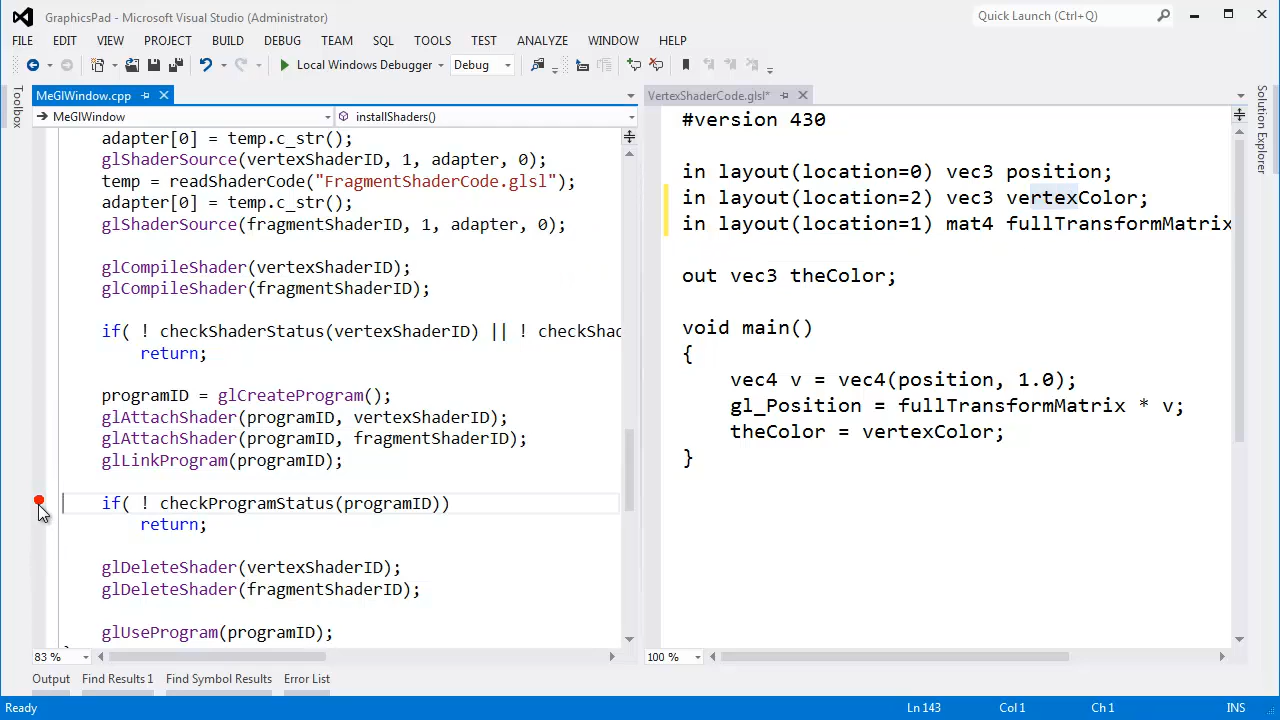 GraphicsPad - Microsoft Visual Studio (Administrator)
Quick Launch (Ctrl+Q)
FILE EDIT VIEW PROJECT BUILD DEBUG TEAM SQL TOOLS TEST ANALYZE WINDOW HELP
Local Windows Debugger Debug
Toolbox
MeGlWindow.cpp
MeGlWindow installShaders()
adapter[0] = temp.c_str();
glShaderSource(vertexShaderID, 1, adapter, 0);
temp = readShaderCode("FragmentShaderCode.glsl");
adapter[0] = temp.c_str();
glShaderSource(fragmentShaderID, 1, adapter, 0);
glCompileShader(vertexShaderID);
glCompileShader(fragmentShaderID);
if( ! checkShaderStatus(vertexShaderID) || ! checkShad
return;
programID = glCreateProgram();
glAttachShader(programID, vertexShaderID);
glAttachShader(programID, fragmentShaderID);
glLinkProgram(programID);
if( ! checkProgramStatus(programID))
return;
glDeleteShader(vertexShaderID);
glDeleteShader(fragmentShaderID);
glUseProgram(programID);
83 %
VertexShaderCode.glsl*
#version 430
in layout(location=0) vec3 position;
in layout(location=2) vec3 vertexColor;
in layout(location=1) mat4 fullTransformMatrix
out vec3 theColor;
void main()
{
vec4 v = vec4(position, 1.0);
gl_Position = fullTransformMatrix * v;
theColor = vertexColor;
}
100 %
Solution Explorer
Output Find Results 1 Find Symbol Results Error List
Ready Ln 143 Col 1 Ch 1 INS